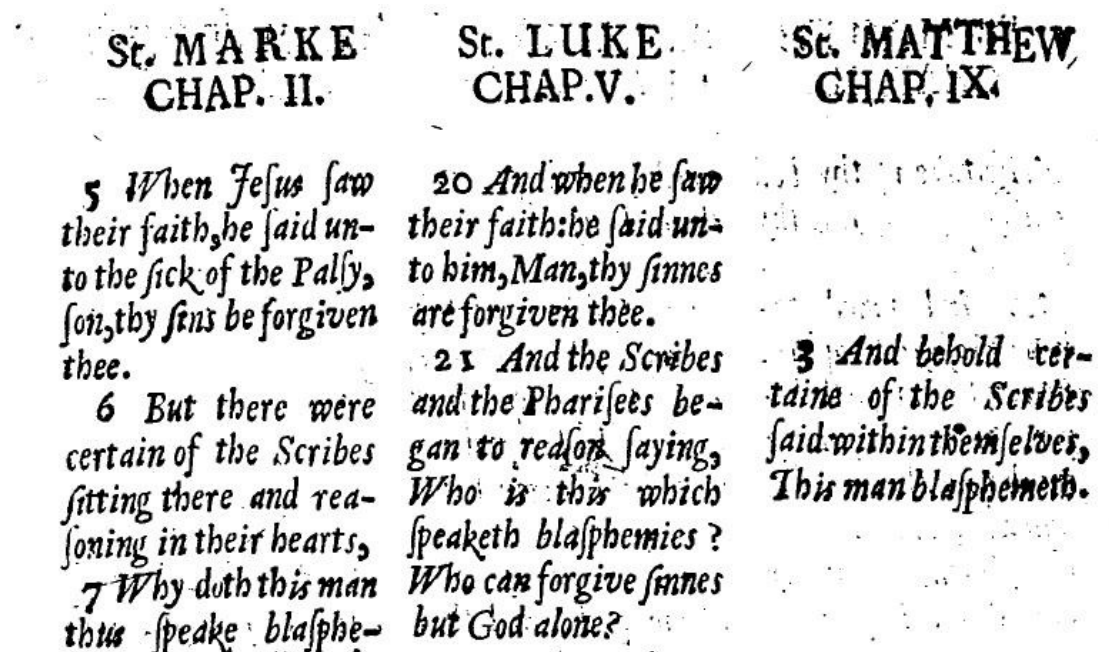 St. MARKE
CHAP. II.
5 When Jeſus ſaw
their faith, he ſaid un-
to the ſick of the Palſy,
ſon, thy ſins be forgiven
thee.
6 But there were
certain of the Scribes
ſitting there and rea-
ſoning in their hearts,
7 Why doth this man
thus ſpeake blaſphe-
St. LUKE.
CHAP. V.
20 And when he ſaw
their faith: he ſaid un-
to him, Man, thy ſinnes
are forgiven thee.
21 And the Scribes
and the Phariſees be-
gan to reaſon ſaying,
Who is this which
ſpeaketh blaſphemies?
Who can forgive ſinnes
but God alone?
St. MATTHEW,
CHAP. IX.
3 And behold cer-
taine of the Scribes
ſaid within themſelves,
This man blaſphemeth.